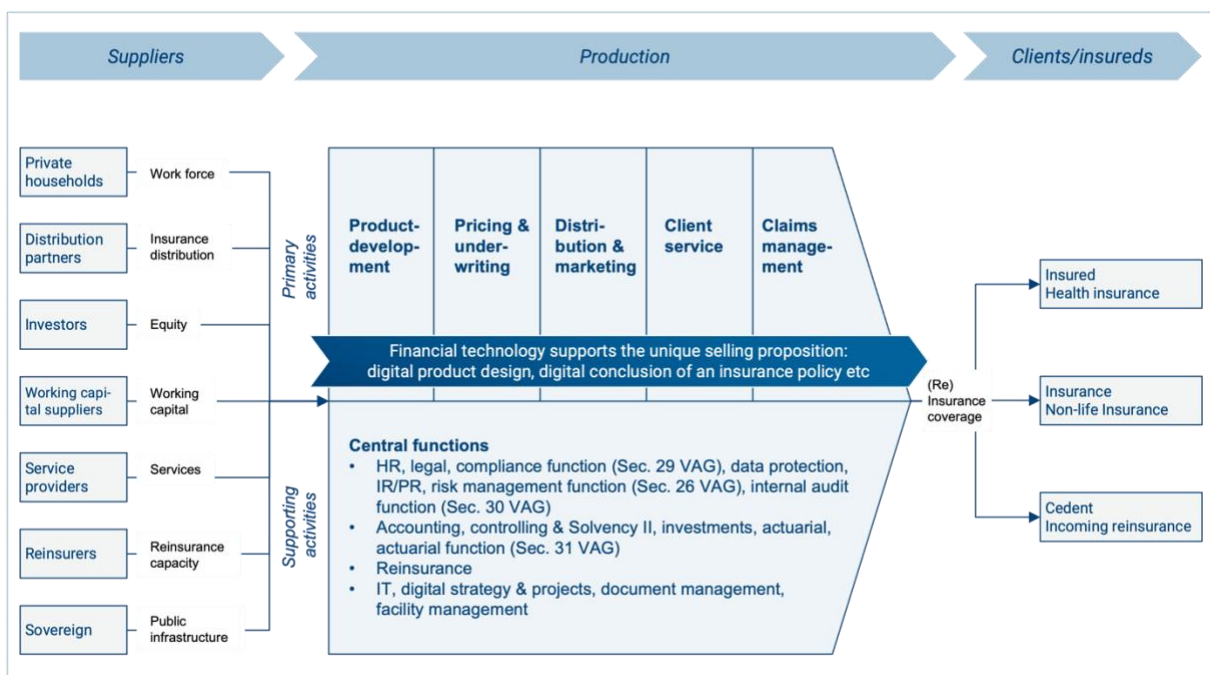 Suppliers
Production
Clients/insureds
Private
households
Work force
Distribution
partners
Insurance
distribution
Investors
Equity
Working capi-
tal suppliers
Working
capital
Service
providers
Services
Reinsurers
Reinsurance
capacity
Sovereign
Public
infrastructure
Primary
activities
Supporting
activities
Product-
develop-
ment
Pricing &
under-
writing
Distri-
bution &
marketing
Client
service
Claims
manage-
ment
Financial technology supports the unique selling proposition:
digital product design, digital conclusion of an insurance policy etc
Central functions
• HR, legal, compliance function (Sec. 29 VAG), data protection,
IR/PR, risk management function (Sec. 26 VAG), internal audit
function (Sec. 30 VAG)
• Accounting, controlling & Solvency II, investments, actuarial,
actuarial function (Sec. 31 VAG)
• Reinsurance
• IT, digital strategy & projects, document management,
facility management
(Re)
Insurance
coverage
Insured
Health insurance
Insurance
Non-life Insurance
Cedent
Incoming reinsurance